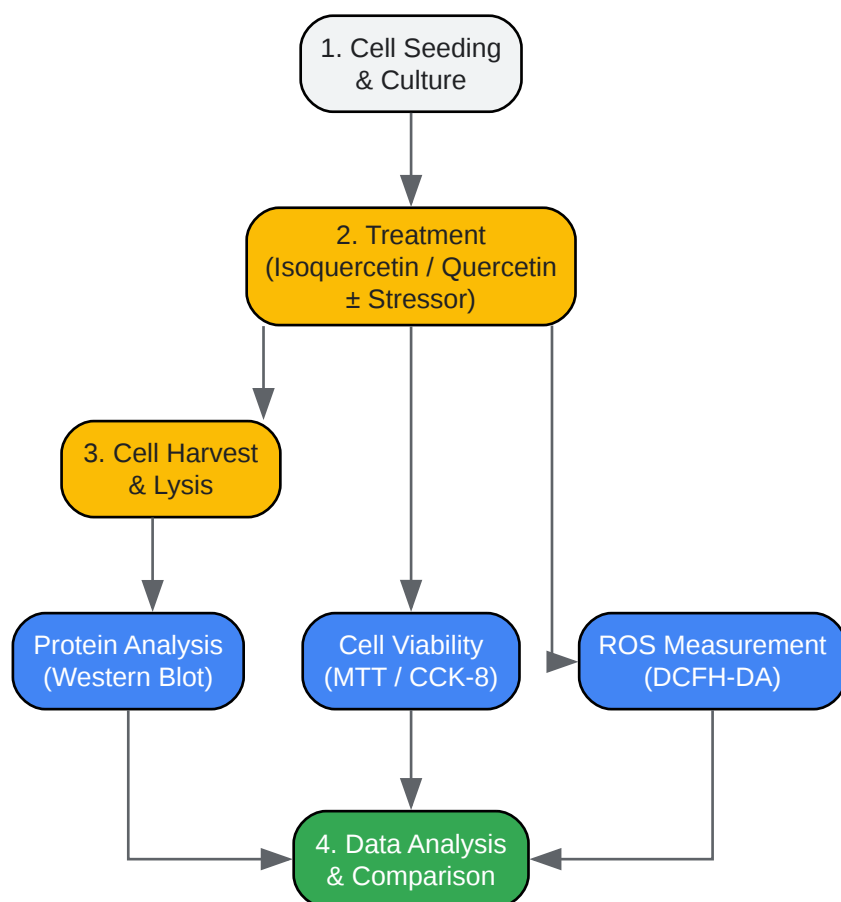 1. Cell Seeding
& Culture
2. Treatment
(Isoquercetin / Quercetin
± Stressor)
3. Cell Harvest
& Lysis
Protein Analysis
(Western Blot)
Cell Viability
(MTT / CCK-8)
ROS Measurement
(DCFH-DA)
4. Data Analysis
& Comparison